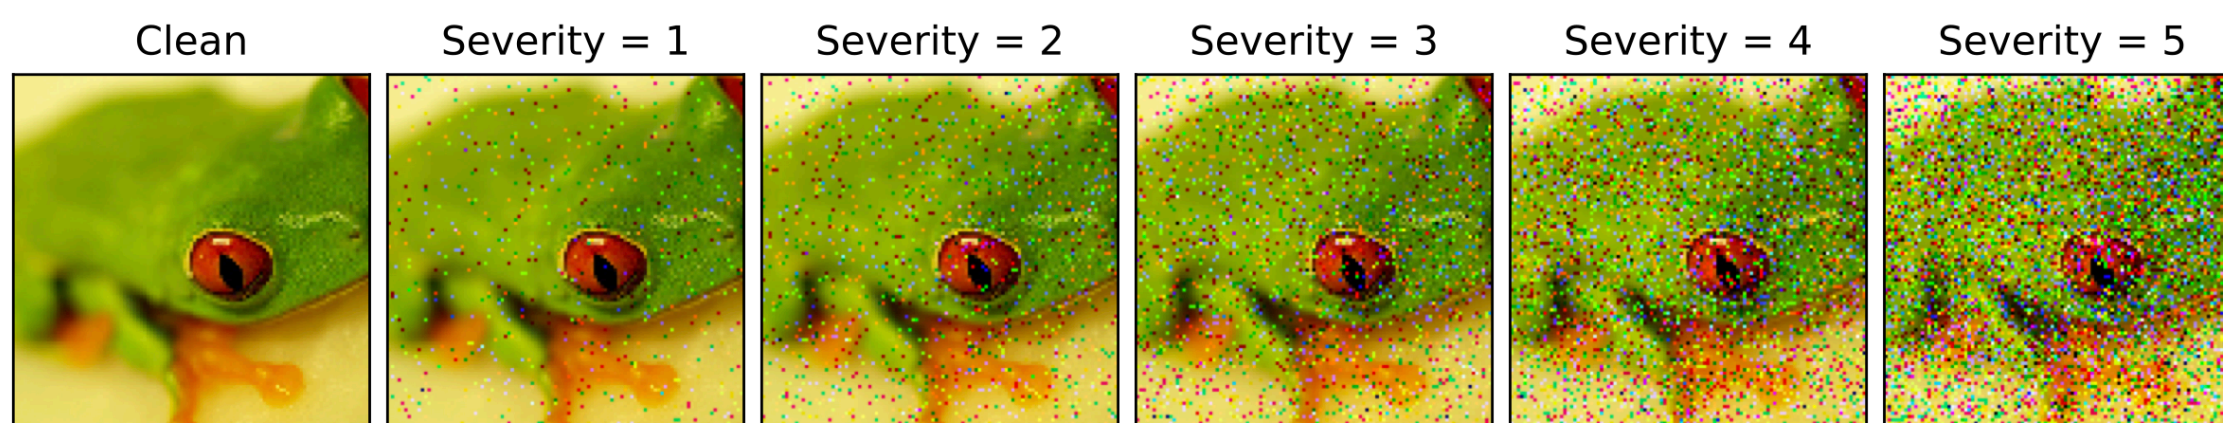 Clean Severity = 1 Severity = 2 Severity = 3 Severity = 4 Severity = 5